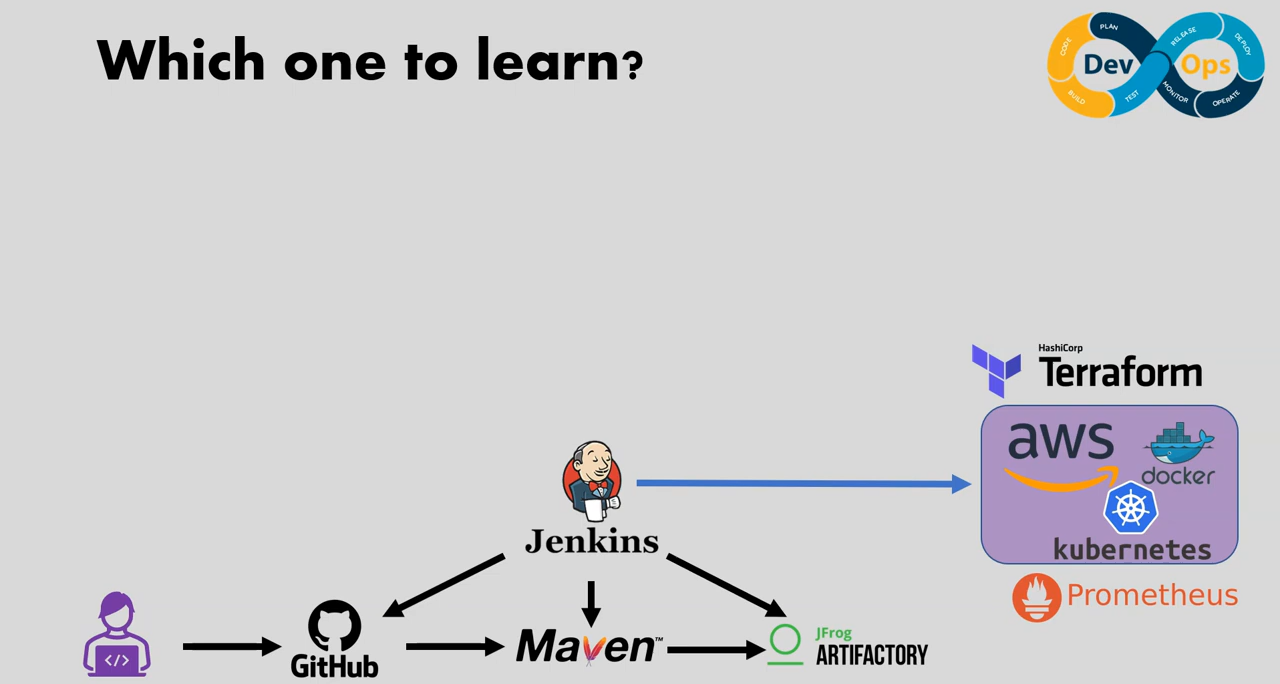 Which one to learn?
PLAN
CODE
BUILD
TEST
RELEASE
DEPLOY
OPERATE
MONITOR
Dev Ops
HashiCorp
Terraform
aws
docker
kubernetes
Prometheus
Jenkins
</>
GitHub
Maven™
JFrog
ARTIFACTORY